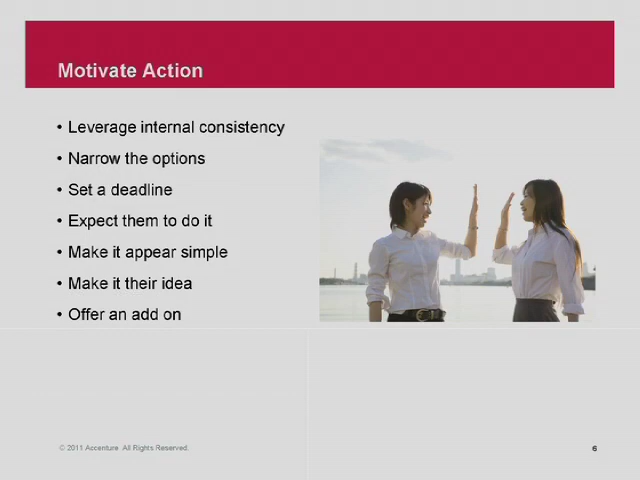 Motivate Action
• Leverage internal consistency
• Narrow the options
• Set a deadline
• Expect them to do it
• Make it appear simple
• Make it their idea
• Offer an add on
© 2011 Accenture All Rights Reserved.
6